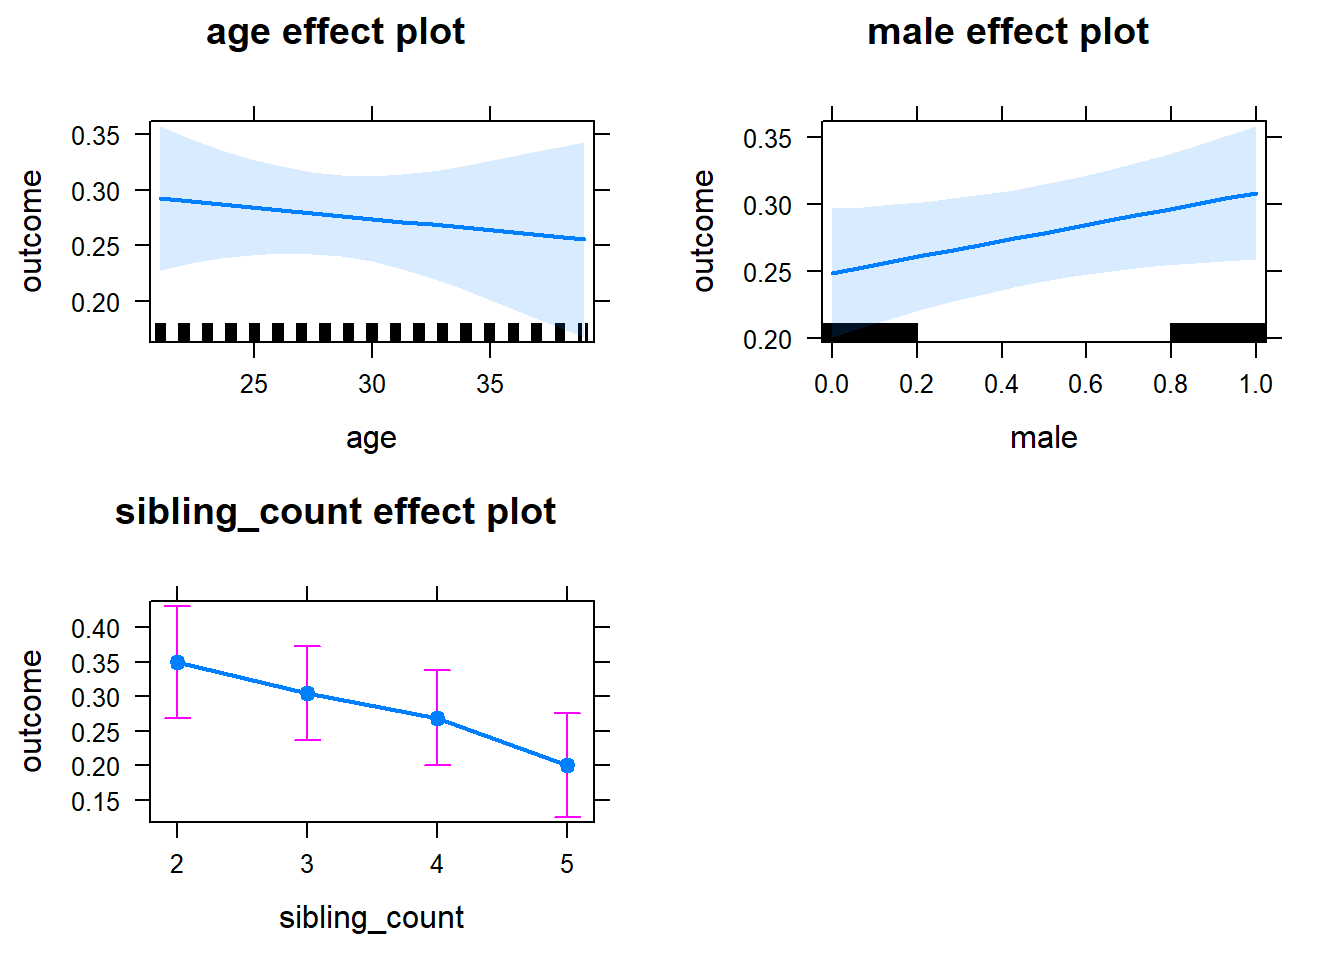 age effect plot
outcome
0.35
0.30
0.25
0.20
25 30 35
age
male effect plot
outcome
0.35
0.30
0.25
0.20
0.0 0.2 0.4 0.6 0.8 1.0
male
sibling_count effect plot
outcome
0.40
0.35
0.30
0.25
0.20
0.15
2 3 4 5
sibling_count